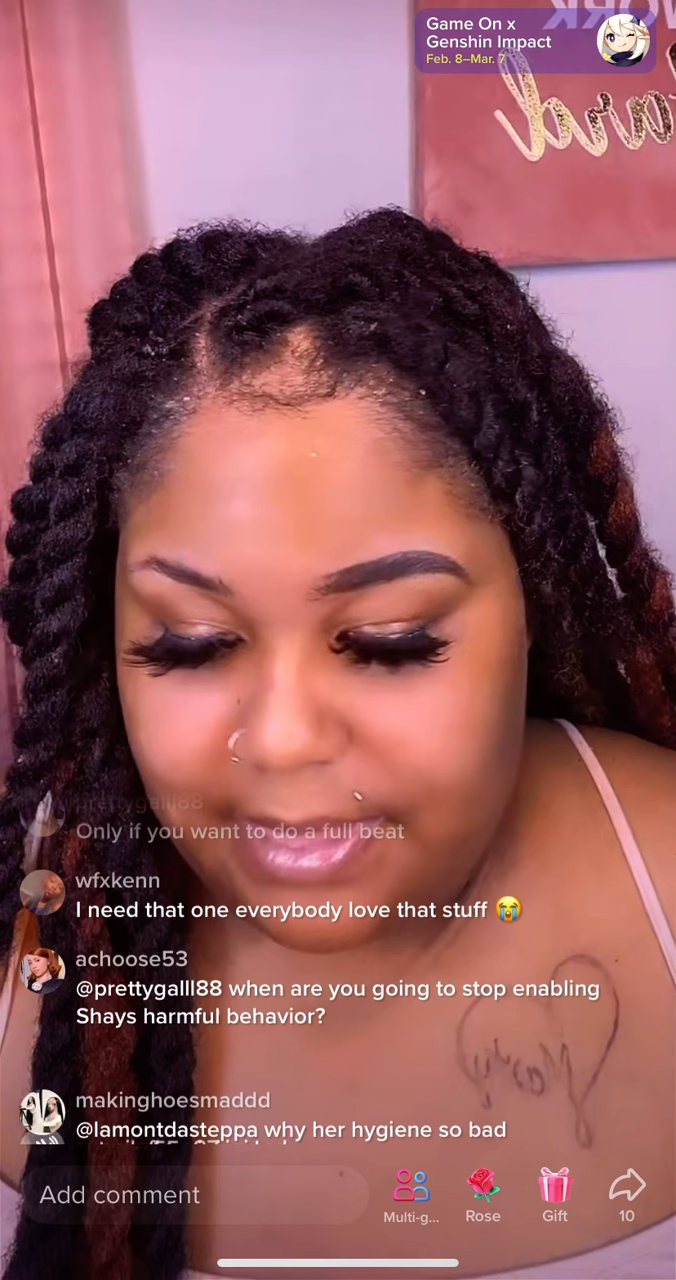 Game On x
Genshin Impact
Feb. 8–Mar. 7
WORK
hard
prettygalll88
Only if you want to do a full beat
wfxkenn
I need that one everybody love that stuff 😭
achoose53
@prettygalll88 when are you going to stop enabling
Shays harmful behavior?
makinghoesmaddd
@lamontdasteppa why her hygiene so bad
Add comment
Multi-g...
Rose
Gift
10